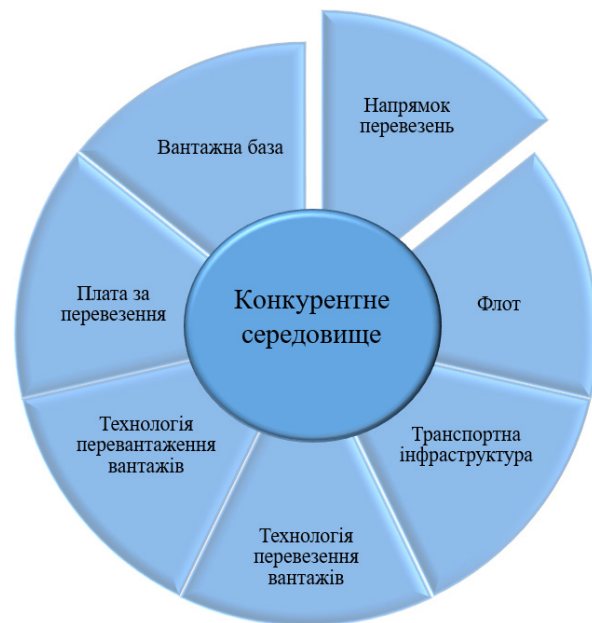 Напрямок
перевезень
Вантажна база
Флот
Плата за
перевезення
Конкурентне
середовище
Транспортна
інфраструктура
Технологія
перевантаження
вантажів
Технологія
перевезення
вантажів